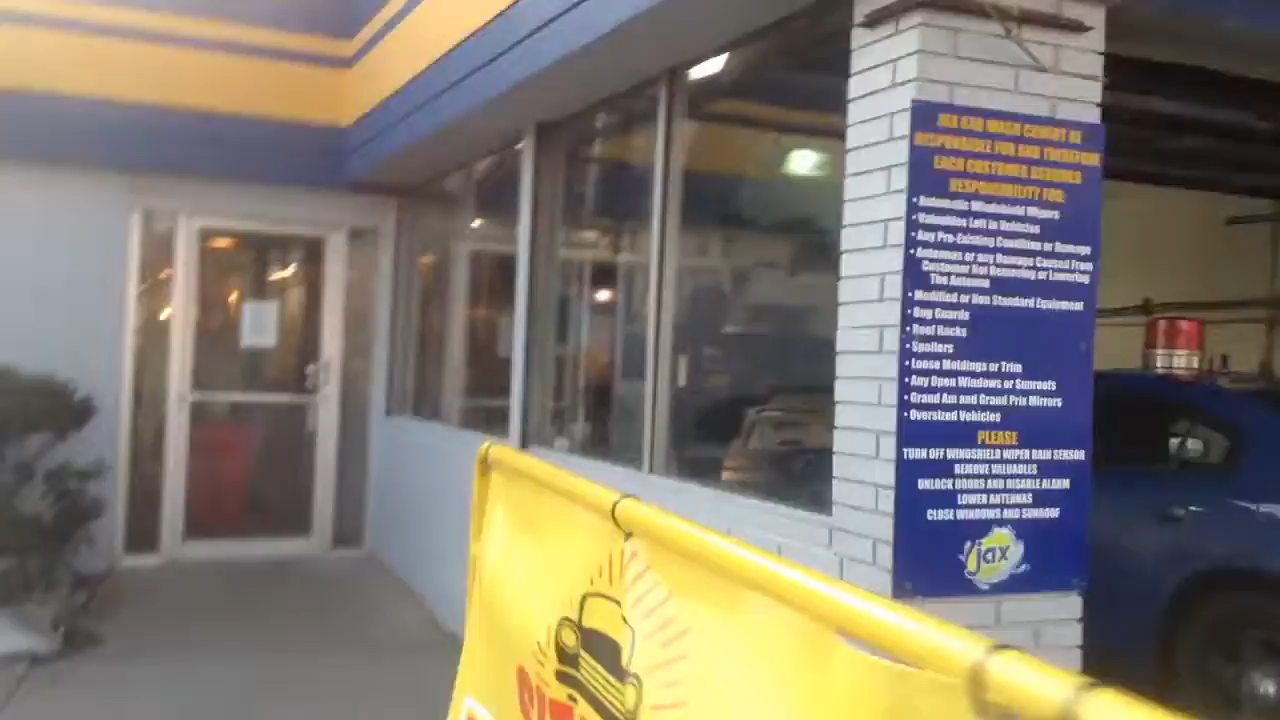 JAX CAR WASH CANNOT BE
RESPONSIBLE FOR AND THEREFORE
EACH CUSTOMER ASSUMES
RESPONSIBILITY FOR:
• Automatic Windshield Wipers
• Valuables Left in Vehicles
• Any Pre-Existing Condition or Damage
• Antennas or any Damage Caused From
Customer Not Removing or Lowering
The Antenna
• Modified or Non Standard Equipment
• Bug Guards
• Roof Racks
• Spoilers
• Loose Moldings or Trim
• Any Open Windows or Sunroofs
• Grand Am and Grand Prix Mirrors
• Oversized Vehicles
PLEASE
TURN OFF WINDSHIELD WIPER RAIN SENSOR
REMOVE VALUABLES
UNLOCK DOORS AND DISABLE ALARM
LOWER ANTENNAS
CLOSE WINDOWS AND SUNROOF
jax